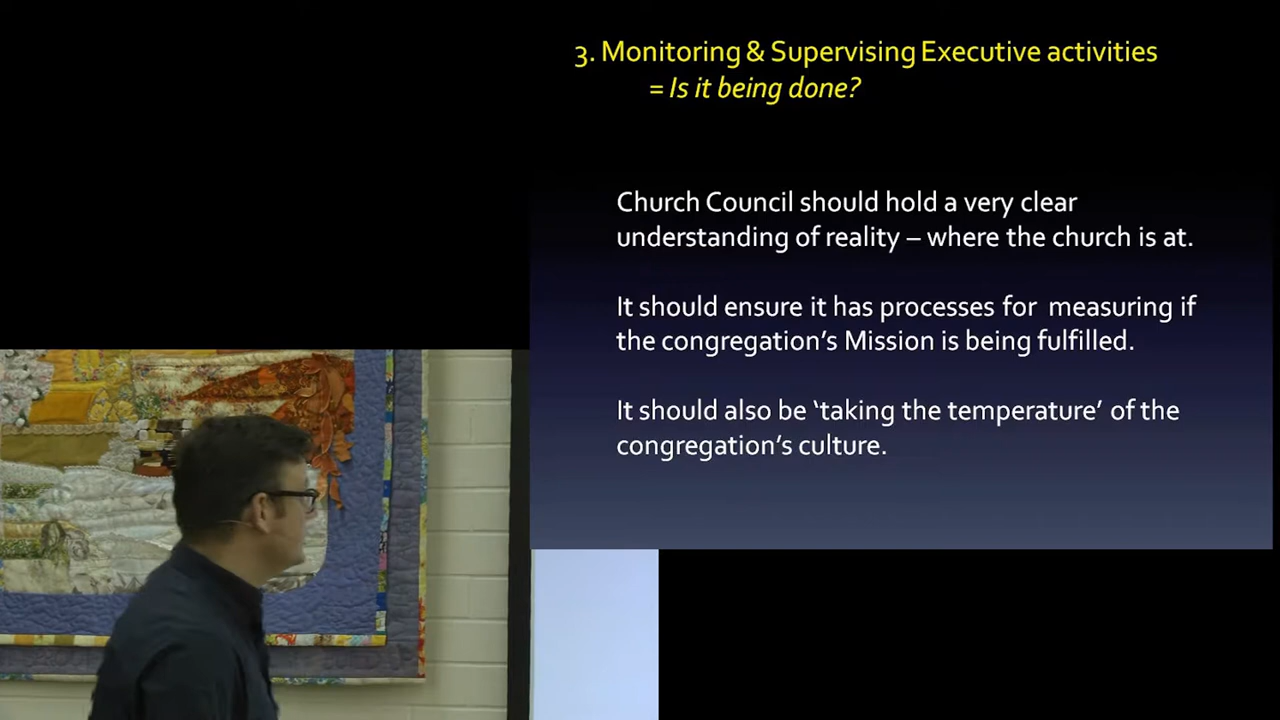 3. Monitoring & Supervising Executive activities
= Is it being done?
Church Council should hold a very clear
understanding of reality – where the church is at.
It should ensure it has processes for measuring if
the congregation’s Mission is being fulfilled.
It should also be ‘taking the temperature’ of the
congregation’s culture.